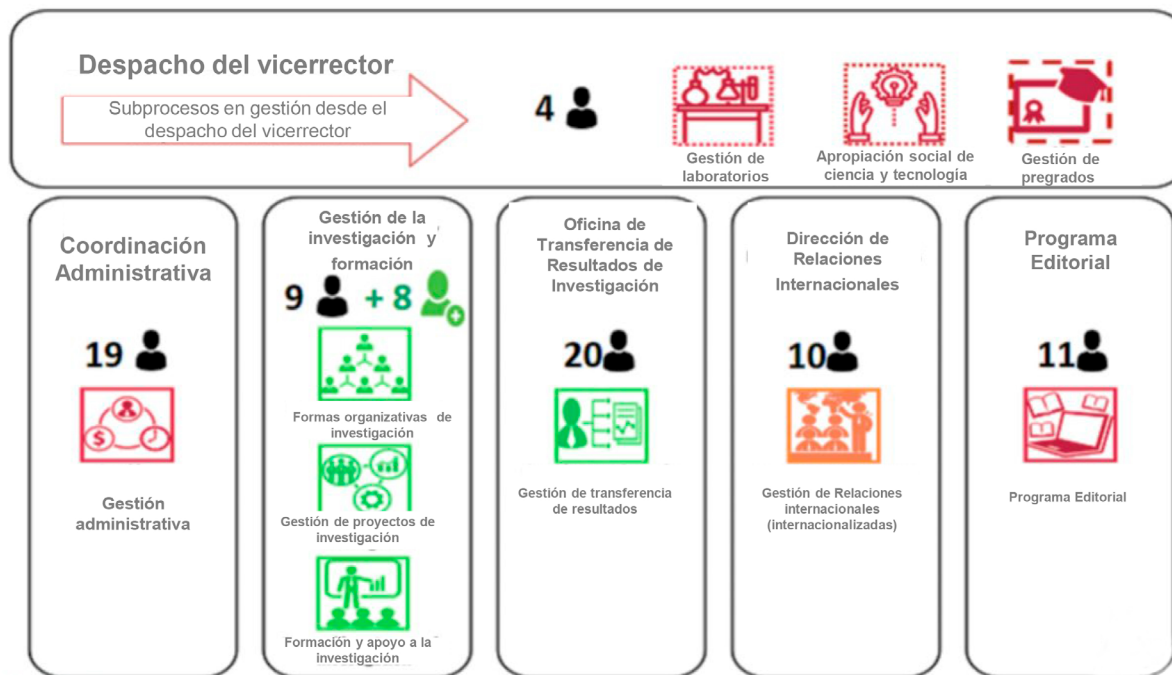 Despacho del vicerrector
Subprocesos en gestión desde el
despacho del vicerrector
4
Gestión de
laboratorios
Apropiación social de
ciencia y tecnología
Gestión de
pregrados
Coordinación
Administrativa
19
Gestión
administrativa
Gestión de la
investigación y
formación
9 + 8
Formas organizativas de
investigación
Gestión de proyectos de
investigación
Formación y apoyo a la
investigación
Oficina de
Transferencia de
Resultados de
Investigación
20
Gestión de transferencia
de resultados
Dirección de
Relaciones
Internacionales
10
Gestión de Relaciones
internacionales
(internacionalizadas)
Programa
Editorial
11
Programa Editorial